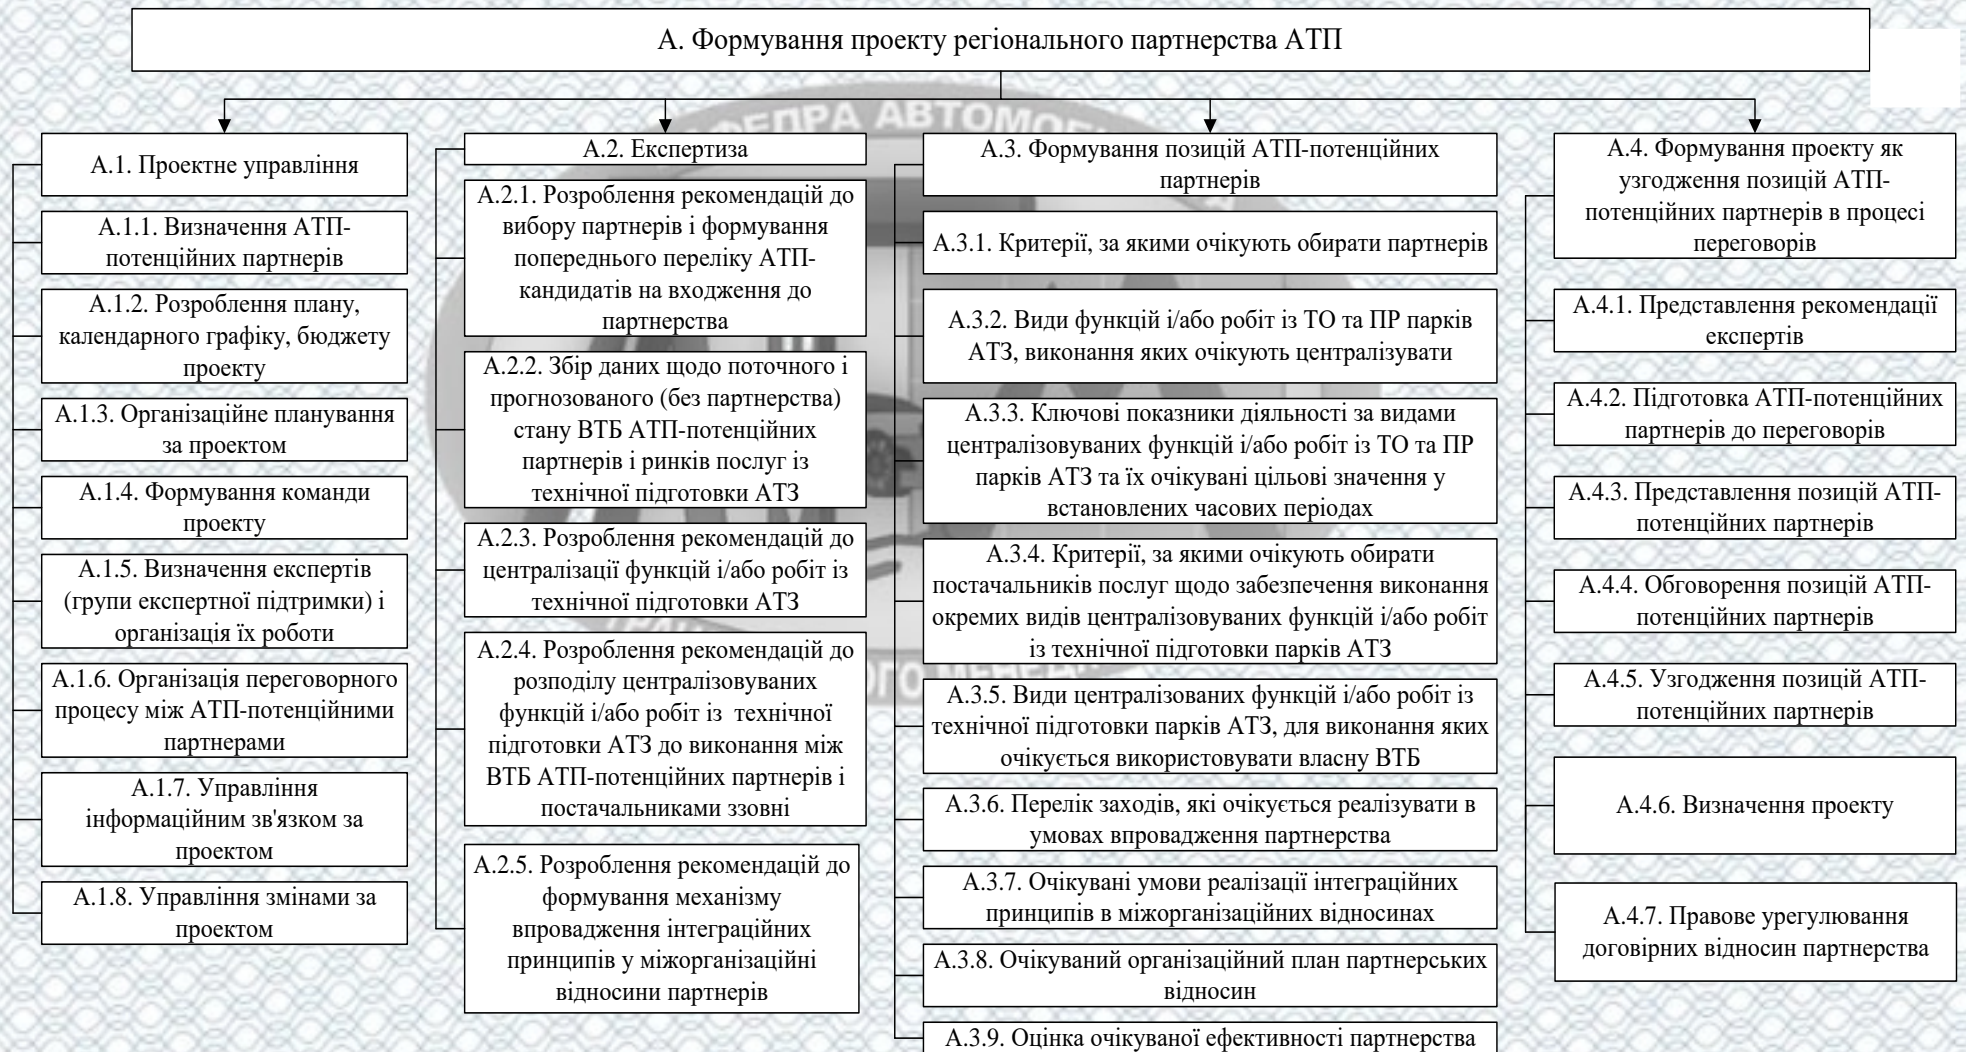 А. Формування проекту регіонального партнерства АТП
А.1. Проектне управління
А.1.1. Визначення АТП-
потенційних партнерів
А.1.2. Розроблення плану,
календарного графіку, бюджету
проекту
А.1.3. Організаційне планування
за проектом
А.1.4. Формування команди
проекту
А.1.5. Визначення експертів
(групи експертної підтримки) і
організація їх роботи
А.1.6. Організація переговорного
процесу між АТП-потенційними
партнерами
А.1.7. Управління
інформаційним зв'язком за
проектом
А.1.8. Управління змінами за
проектом
А.2. Експертиза
А.2.1. Розроблення рекомендацій до
вибору партнерів і формування
попереднього переліку АТП-
кандидатів на входження до
партнерства
А.2.2. Збір даних щодо поточного і
прогнозованого (без партнерства)
стану ВТБ АТП-потенційних
партнерів і ринків послуг із
технічної підготовки АТЗ
А.2.3. Розроблення рекомендацій до
централізації функцій і/або робіт із
технічної підготовки АТЗ
А.2.4. Розроблення рекомендацій до
розподілу централізовуваних
функцій і/або робіт із технічної
підготовки АТЗ до виконання між
ВТБ АТП-потенційних партнерів і
постачальниками ззовні
А.2.5. Розроблення рекомендацій до
формування механізму
впровадження інтеграційних
принципів у міжорганізаційні
відносини партнерів
А.3. Формування позицій АТП-потенційних
партнерів
А.3.1. Критерії, за якими очікують обирати партнерів
А.3.2. Види функцій і/або робіт із ТО та ПР парків
АТЗ, виконання яких очікують централізувати
А.3.3. Ключові показники діяльності за видами
централізовуваних функцій і/або робіт із ТО та ПР
парків АТЗ та їх очікувані цільові значення у
встановлених часових періодах
А.3.4. Критерії, за якими очікують обирати
постачальників послуг щодо забезпечення виконання
окремих видів централізовуваних функцій і/або робіт
із технічної підготовки парків АТЗ
А.3.5. Види централізованих функцій і/або робіт із
технічної підготовки парків АТЗ, для виконання яких
очікується використовувати власну ВТБ
А.3.6. Перелік заходів, які очікується реалізувати в
умовах впровадження партнерства
А.3.7. Очікувані умови реалізації інтеграційних
принципів в міжорганізаційних відносинах
А.3.8. Очікуваний організаційний план партнерських
відносин
А.3.9. Оцінка очікуваної ефективності партнерства
А.4. Формування проекту як
узгодження позицій АТП-
потенційних партнерів в процесі
переговорів
А.4.1. Представлення рекомендації
експертів
А.4.2. Підготовка АТП-потенційних
партнерів до переговорів
А.4.3. Представлення позицій АТП-
потенційних партнерів
А.4.4. Обговорення позицій АТП-
потенційних партнерів
А.4.5. Узгодження позицій АТП-
потенційних партнерів
А.4.6. Визначення проекту
А.4.7. Правове урегулювання
договірних відносин партнерства